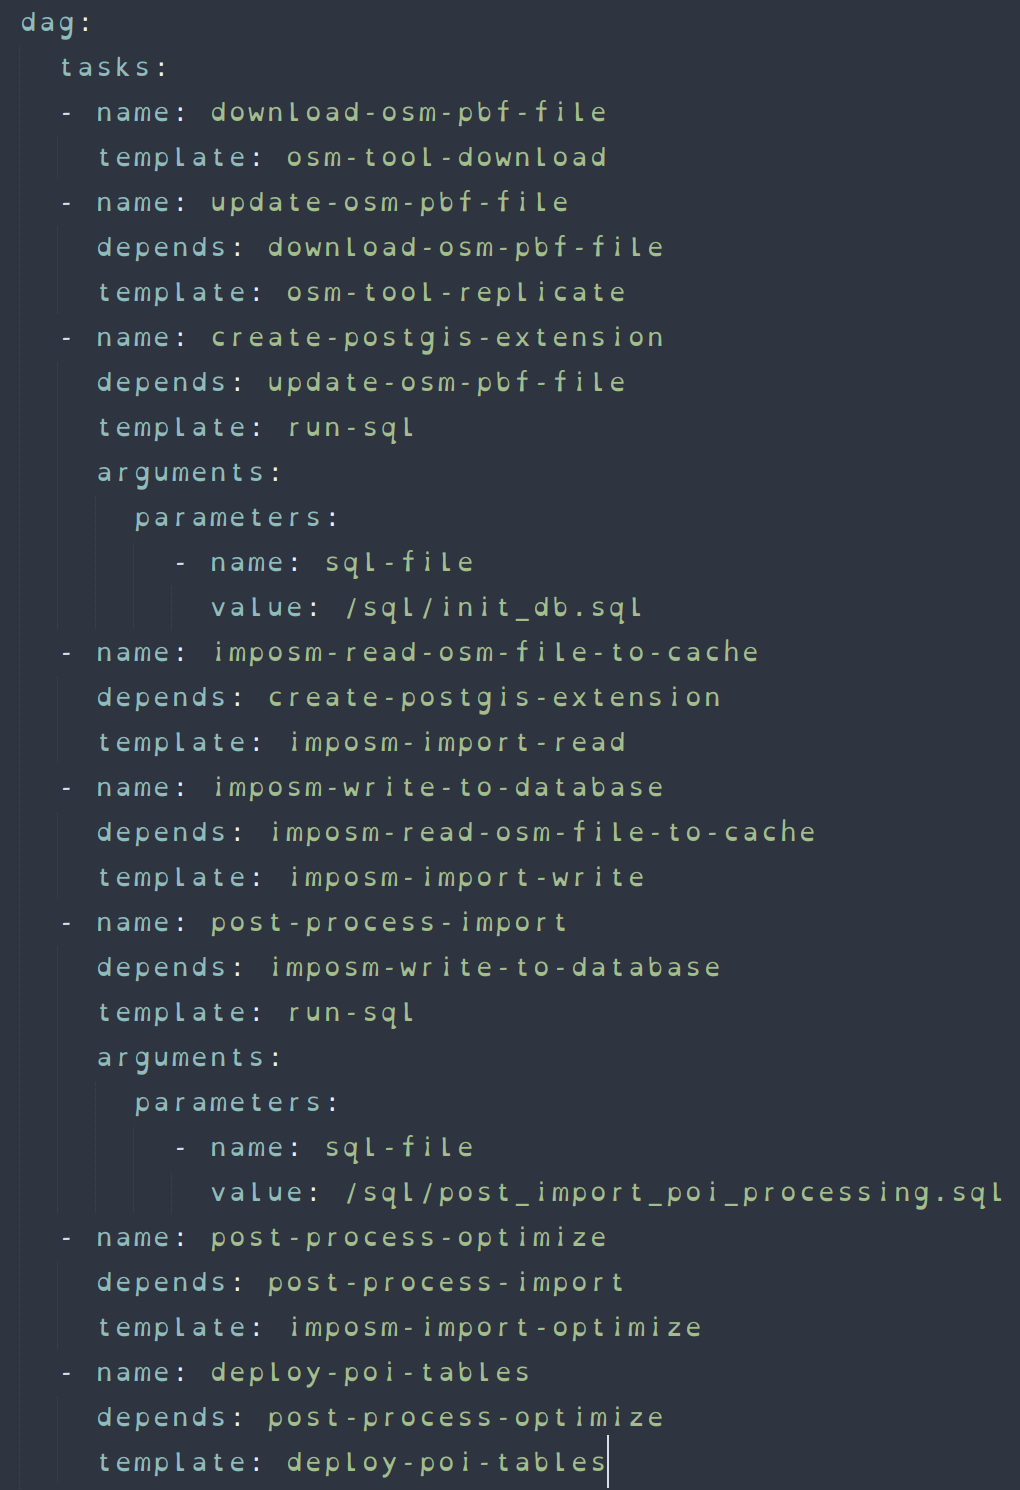 dag:
  tasks:
  - name: download-osm-pbf-file
    template: osm-tool-download
  - name: update-osm-pbf-file
    depends: download-osm-pbf-file
    template: osm-tool-replicate
  - name: create-postgis-extension
    depends: update-osm-pbf-file
    template: run-sql
    arguments:
      parameters:
        - name: sql-file
          value: /sql/init_db.sql
  - name: imposm-read-osm-file-to-cache
    depends: create-postgis-extension
    template: imposm-import-read
  - name: imposm-write-to-database
    depends: imposm-read-osm-file-to-cache
    template: imposm-import-write
  - name: post-process-import
    depends: imposm-write-to-database
    template: run-sql
    arguments:
      parameters:
        - name: sql-file
          value: /sql/post_import_poi_processing.sql
  - name: post-process-optimize
    depends: post-process-import
    template: imposm-import-optimize
  - name: deploy-poi-tables
    depends: post-process-optimize
    template: deploy-poi-tables